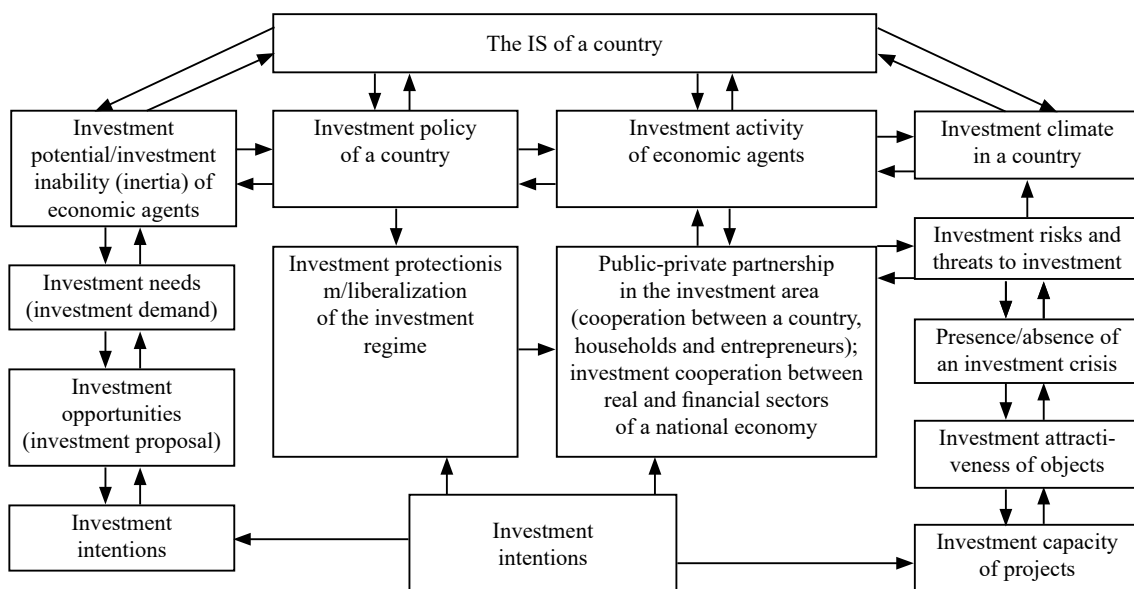 The IS of a country
Investment
potential/investment
inability (inertia) of
economic agents
Investment policy
of a country
Investment activity
of economic agents
Investment climate
in a country
Investment needs
(investment demand)
Investment protectionis
m/liberalization
of the investment
regime
Public-private partnership
in the investment area
(cooperation between a country,
households and entrepreneurs);
investment cooperation between
real and financial sectors
of a national economy
Investment risks and
threats to investment
Presence/absence of
an investment crisis
Investment
opportunities
(investment proposal)
Investment attracti-
veness of objects
Investment
intentions
Investment
intentions
Investment capacity
of projects